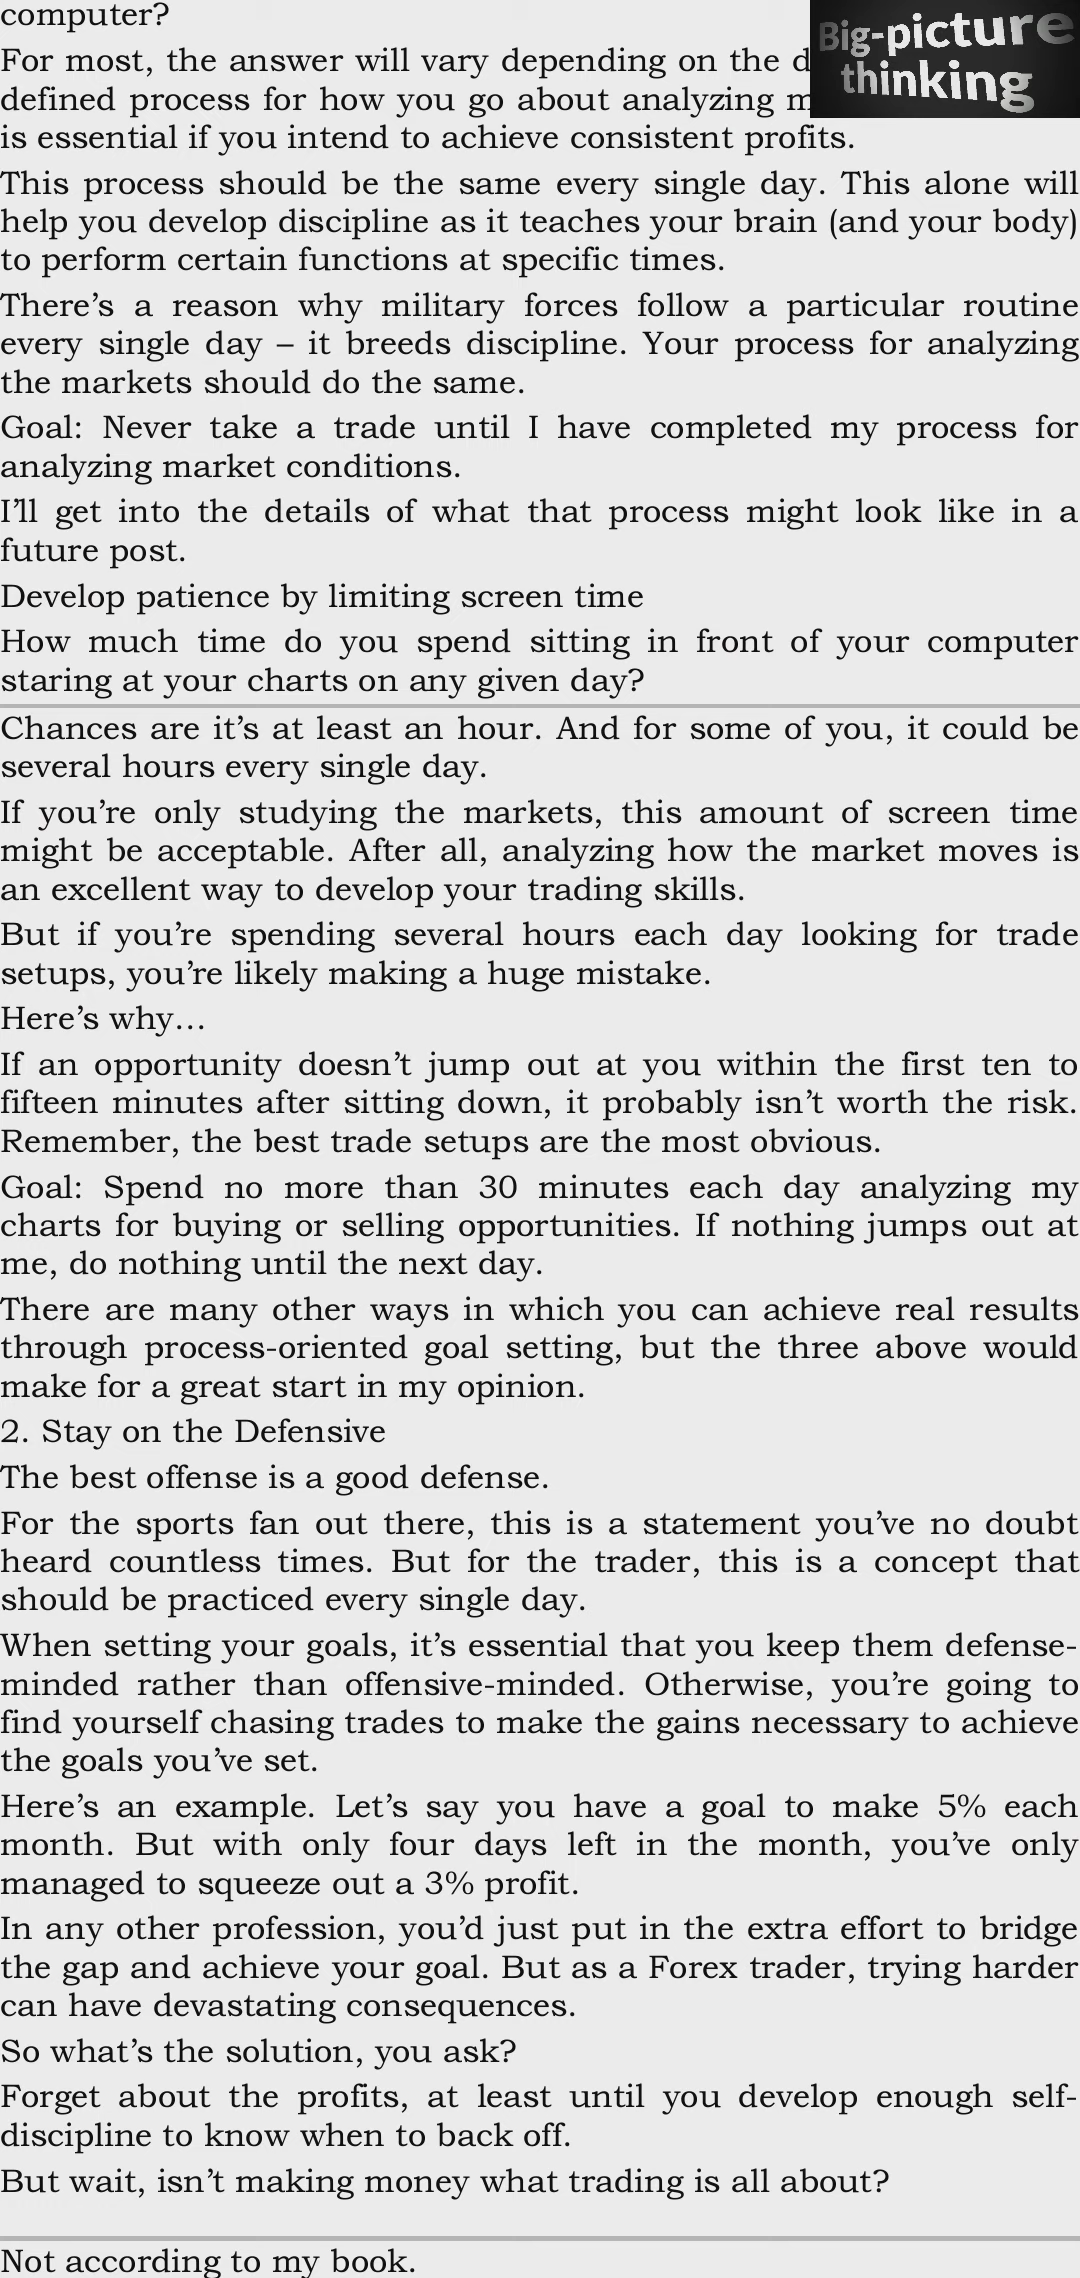 computer?
For most, the answer will vary depending on the
Big-picture
thinking
defined process for how you go about analyzing
is essential if you intend to achieve consistent profits.
This process should be the same every single day. This alone will
help you develop discipline as it teaches your brain (and your body)
to perform certain functions at specific times.
There’s a reason why military forces follow a particular routine
every single day – it breeds discipline. Your process for analyzing
the markets should do the same.
Goal: Never take a trade until I have completed my process for
analyzing market conditions.
I’ll get into the details of what that process might look like in a
future post.
Develop patience by limiting screen time
How much time do you spend sitting in front of your computer
staring at your charts on any given day?
Chances are it’s at least an hour. And for some of you, it could be
several hours every single day.
If you’re only studying the markets, this amount of screen time
might be acceptable. After all, analyzing how the market moves is
an excellent way to develop your trading skills.
But if you’re spending several hours each day looking for trade
setups, you’re likely making a huge mistake.
Here’s why…
If an opportunity doesn’t jump out at you within the first ten to
fifteen minutes after sitting down, it probably isn’t worth the risk.
Remember, the best trade setups are the most obvious.
Goal: Spend no more than 30 minutes each day analyzing my
charts for buying or selling opportunities. If nothing jumps out at
me, do nothing until the next day.
There are many other ways in which you can achieve real results
through process-oriented goal setting, but the three above would
make for a great start in my opinion.
2. Stay on the Defensive
The best offense is a good defense.
For the sports fan out there, this is a statement you’ve no doubt
heard countless times. But for the trader, this is a concept that
should be practiced every single day.
When setting your goals, it’s essential that you keep them defense-
minded rather than offensive-minded. Otherwise, you’re going to
find yourself chasing trades to make the gains necessary to achieve
the goals you’ve set.
Here’s an example. Let’s say you have a goal to make 5% each
month. But with only four days left in the month, you’ve only
managed to squeeze out a 3% profit.
In any other profession, you’d just put in the extra effort to bridge
the gap and achieve your goal. But as a Forex trader, trying harder
can have devastating consequences.
So what’s the solution, you ask?
Forget about the profits, at least until you develop enough self-
discipline to know when to back off.
But wait, isn’t making money what trading is all about?
Not according to my book.